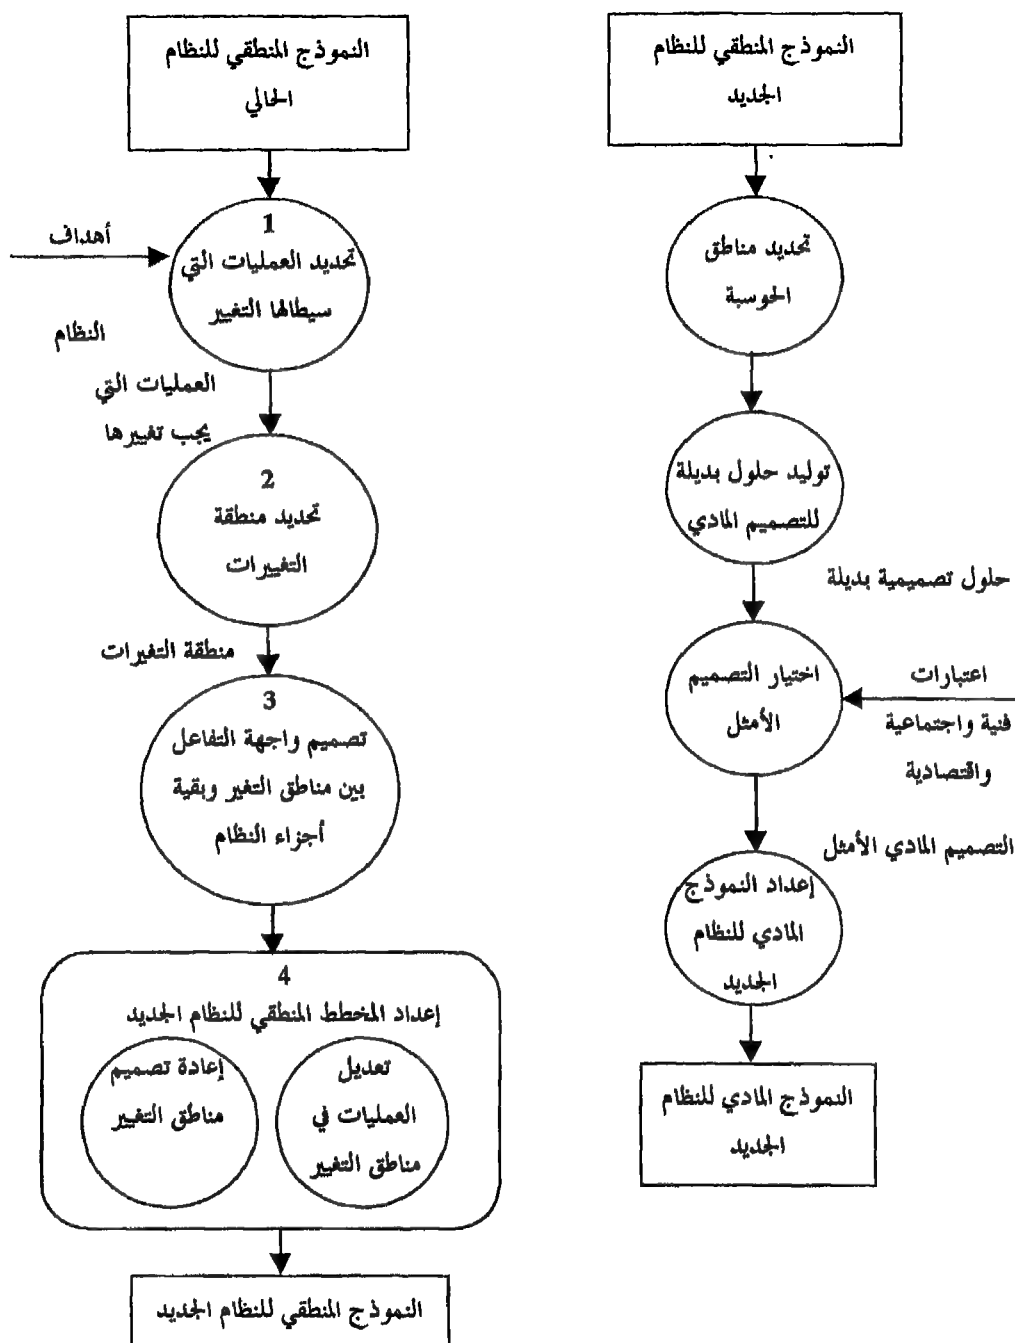 النموذج المنطقي للنظام
الجديد
تحديد مناطق
الحوسبة
توليد حلول بديلة
للتصميم المادي
حلول تصميمية بديلة
اختيار التصميم
الأمثل
اعتبارات
فنية واجتماعية
واقتصادية
التصميم المادي الأمثل
إعداد النموذج
المادي للنظام
الجديد
النموذج المادي للنظام
الجديد
النموذج المنطقي للنظام
الحالي
أهداف
النظام
1
تحديد العمليات التي
سيطالها التغيير
العمليات التي
يجب تغييرها
2
تحديد منطقة
التغييرات
منطقة التغيرات
3
تصميم واجهة التفاعل
بين مناطق التغير وبقية
أجزاء النظام
4
إعداد المخطط المنطقي للنظام الجديد
تعديل
العمليات في
مناطق التغيير
إعادة تصميم
مناطق التغيير
النموذج المنطقي للنظام الجديد